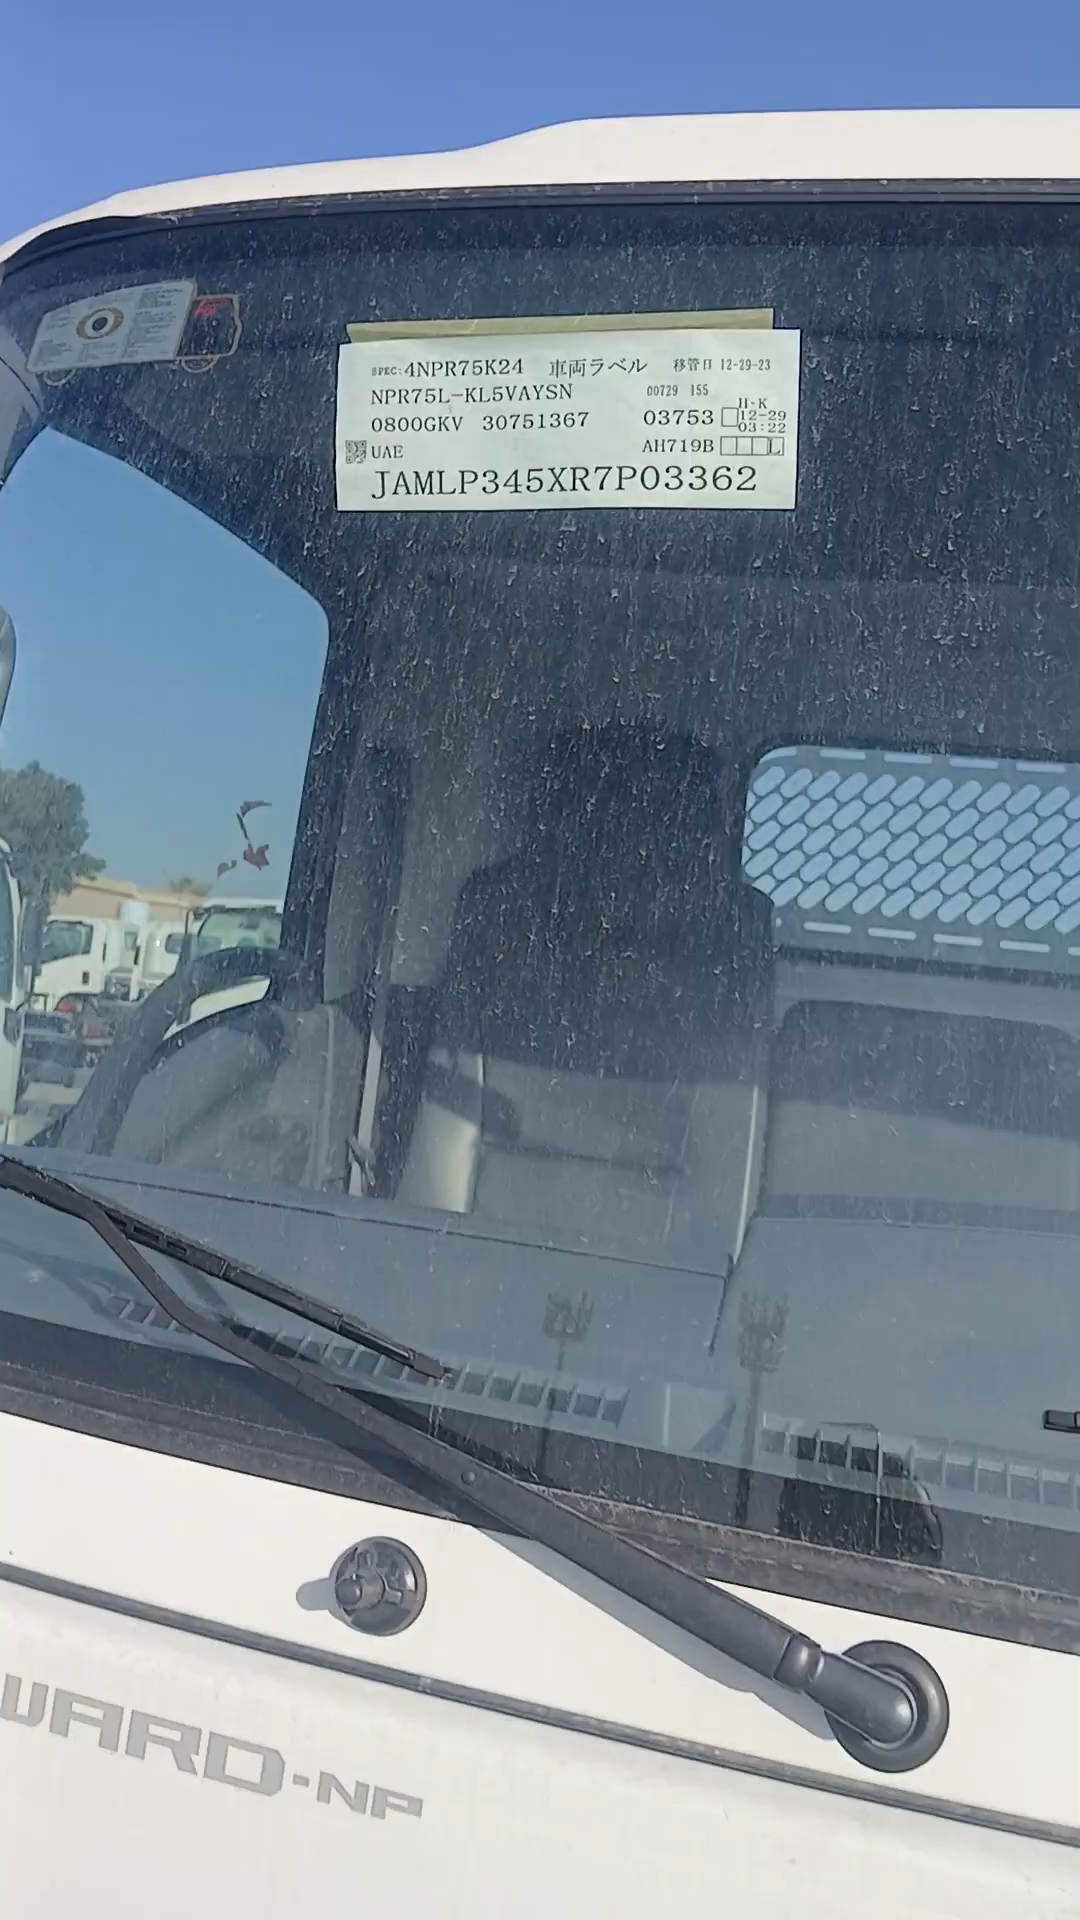 SPEC:4NPR75K24 車両ラベル 移管日 12-29-23
NPR75L-KL5VAYSN 00729 155
0800GKV 30751367 03753 H-K 12-29 03:22
UAE AH719B L
JAMLP345XR7P03362
WARD-NP